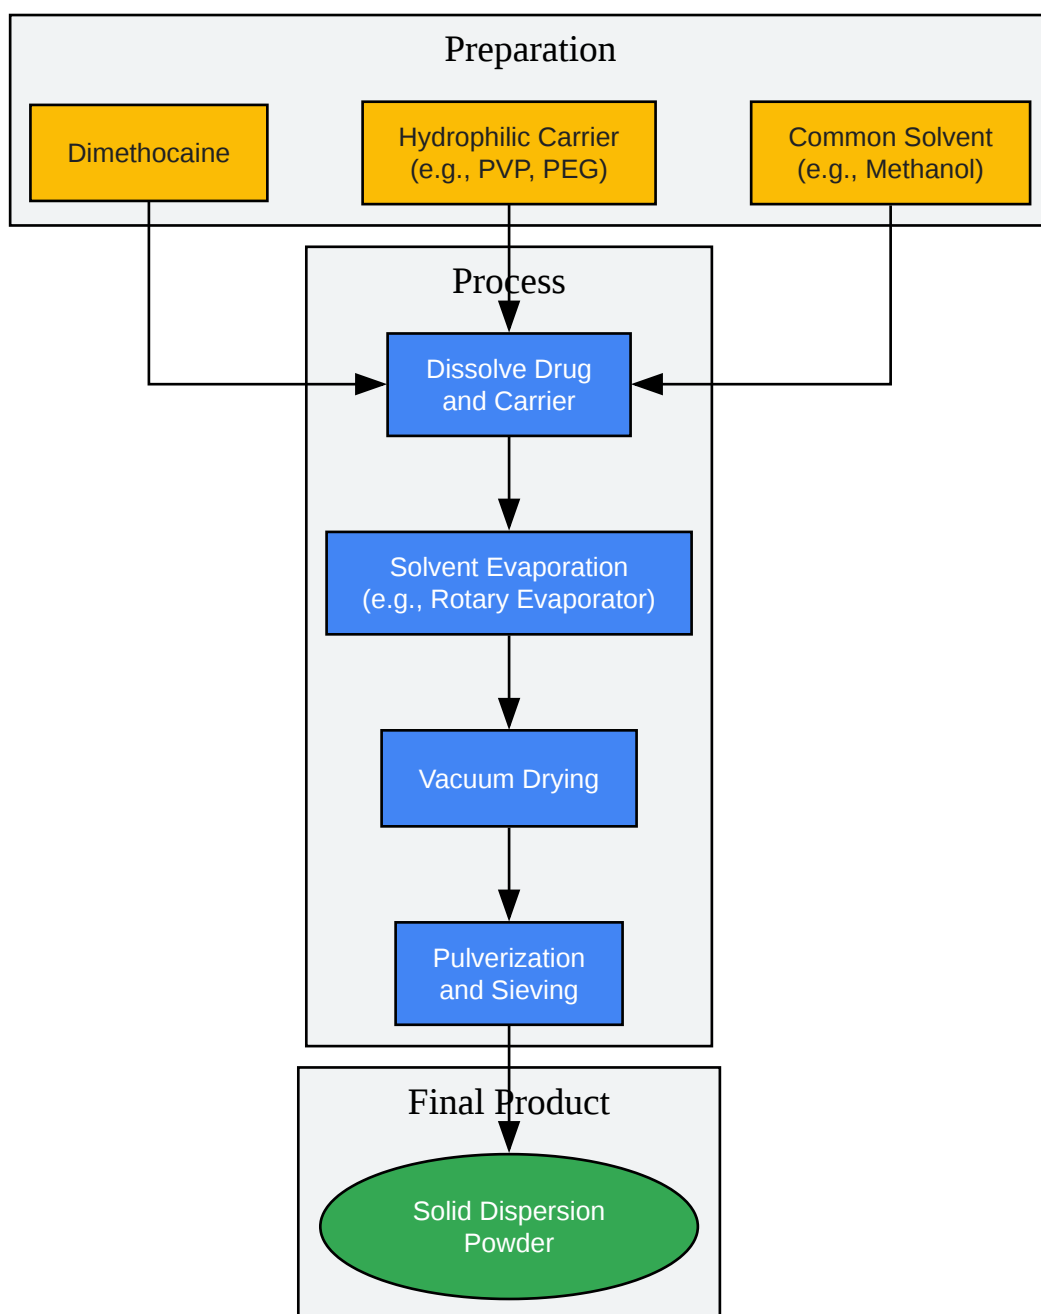 Preparation
Dimethocaine
Hydrophilic Carrier
(e.g., PVP, PEG)
Common Solvent
(e.g., Methanol)
Process
Dissolve Drug
and Carrier
Solvent Evaporation
(e.g., Rotary Evaporator)
Vacuum Drying
Pulverization
and Sieving
Final Product
Solid Dispersion
Powder